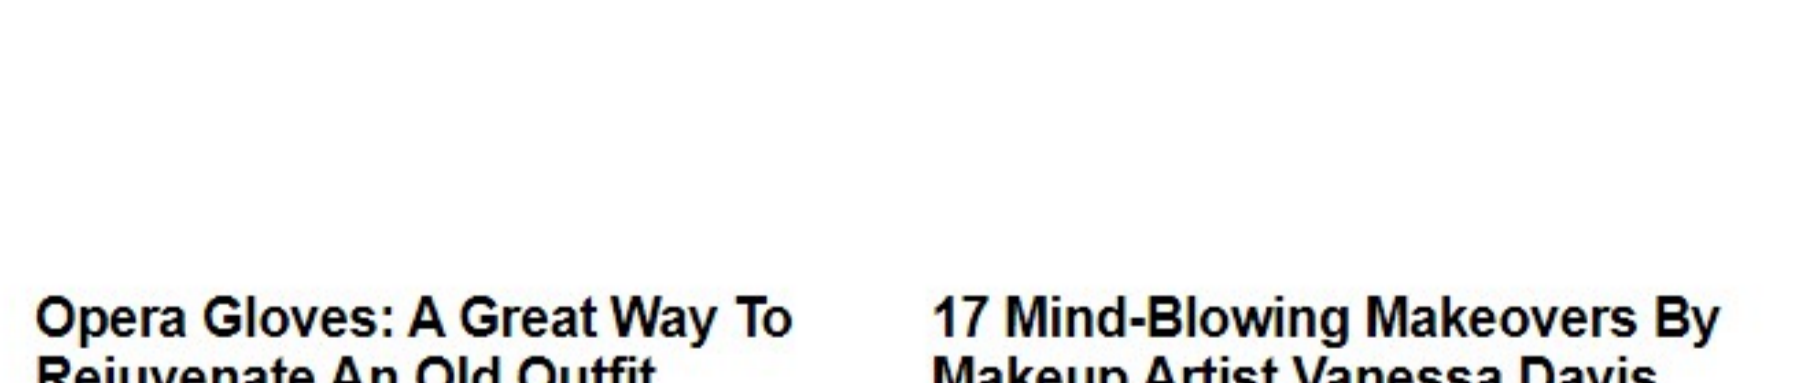 Opera Gloves: A Great Way To
Rejuvenate An Old Outfit
17 Mind-Blowing Makeovers By
Makeup Artist Vanessa Davis